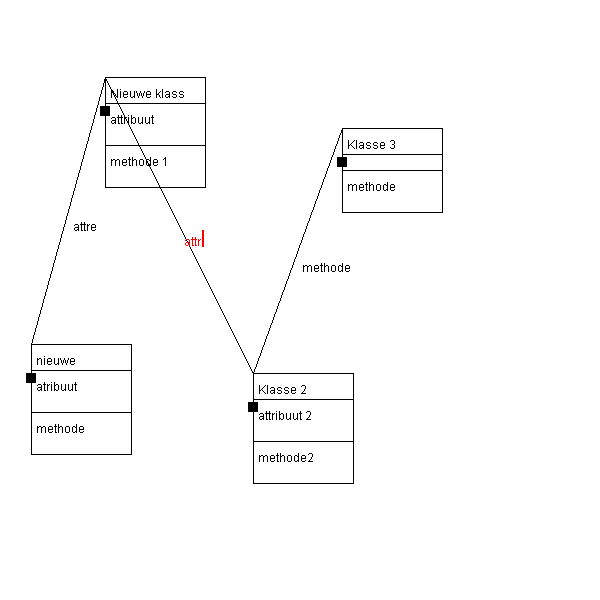 Nieuwe klass
attribuut
methode 1
Klasse 3
methode
attre
attr
methode
nieuwe
atribuut
methode
Klasse 2
attribuut 2
methode2